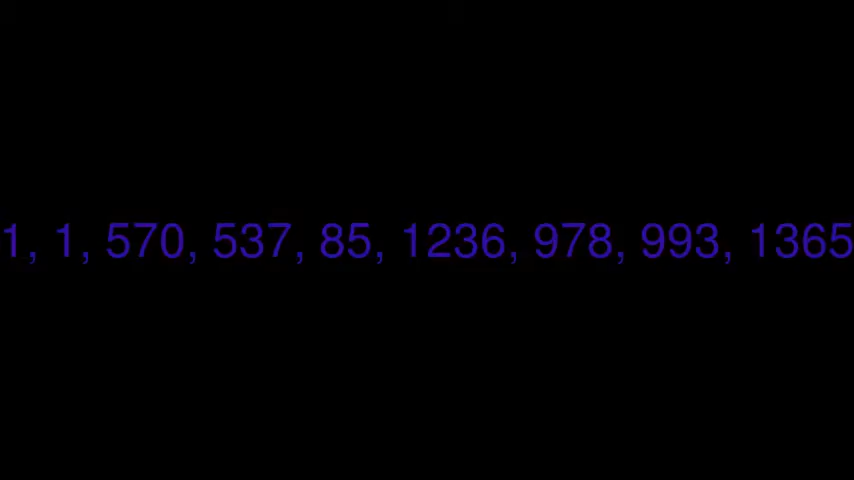 1, 1, 570, 537, 85, 1236, 978, 993, 1365